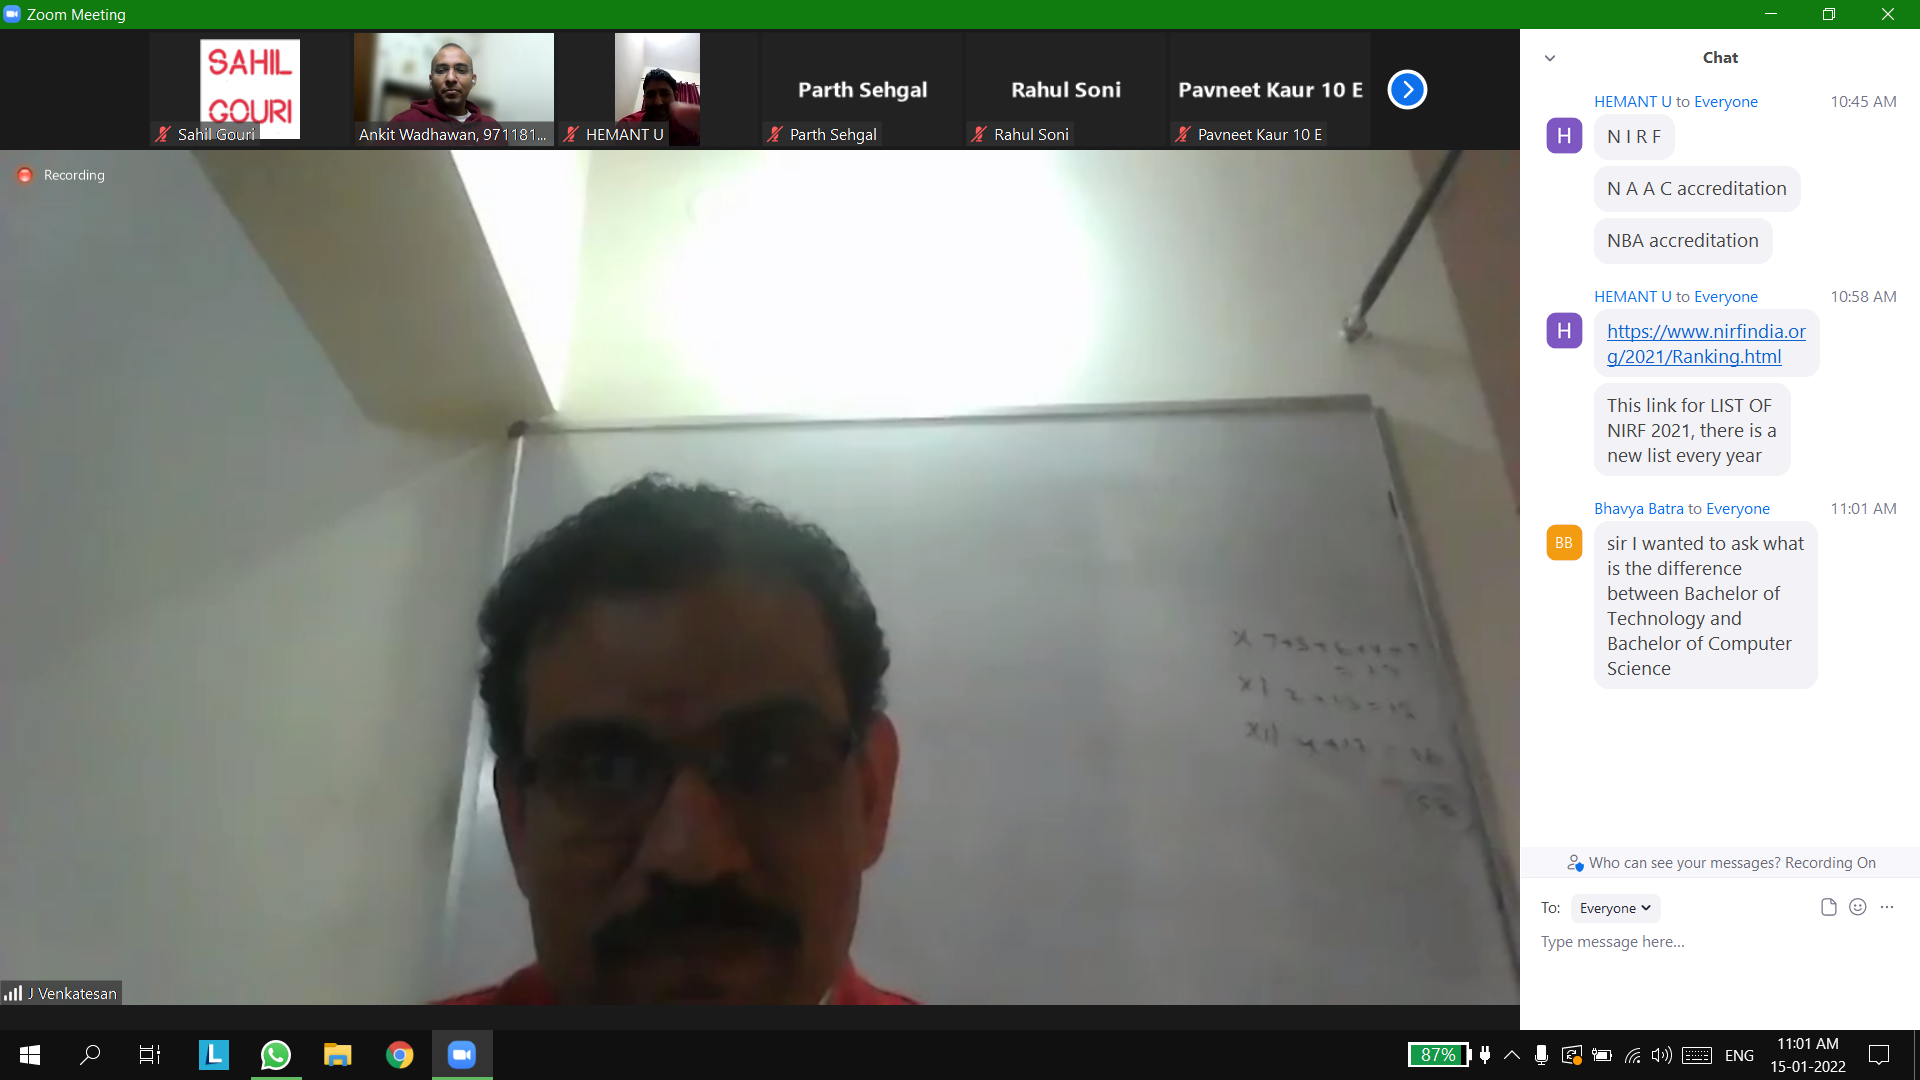 Zoom Meeting
SAHIL
GOURI
Sahil Gouri
Ankit Wadhawan, 971181...
HEMANT U
Parth Sehgal
Parth Sehgal
Rahul Soni
Rahul Soni
Pavneet Kaur 10 E
Pavneet Kaur 10 E
Recording
J Venkatesan
Chat
HEMANT U to Everyone 10:45 AM
H
N I R F
N A A C accreditation
NBA accreditation
HEMANT U to Everyone 10:58 AM
H
https://www.nirfindia.or
g/2021/Ranking.html
This link for LIST OF
NIRF 2021, there is a
new list every year
Bhavya Batra to Everyone 11:01 AM
BB
sir I wanted to ask what
is the difference
between Bachelor of
Technology and
Bachelor of Computer
Science
Who can see your messages? Recording On
To: Everyone
Type message here...
L
87%
ENG
11:01 AM
15-01-2022